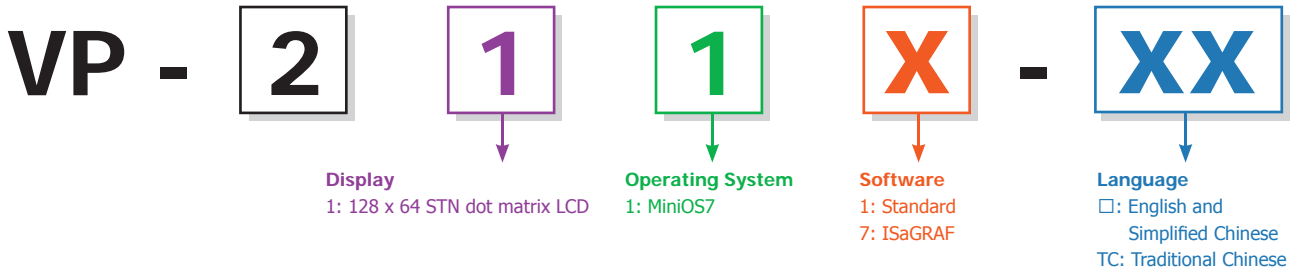 VP - 2 1 1 X - XX
Display
1: 128 x 64 STN dot matrix LCD
Operating System
1: MiniOS7
Software
1: Standard
7: ISaGRAF
Language
□: English and
Simplified Chinese
TC: Traditional Chinese